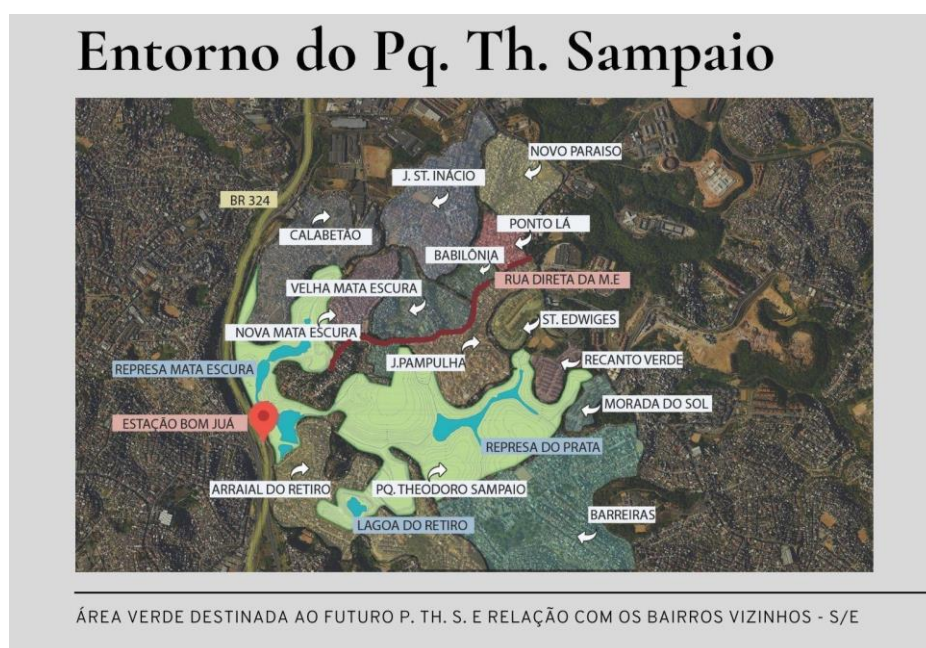 Entorno do Pq. Th. Sampaio
NOVO PARAISO
J. ST. INÁCIO
BR 324
PONTO LÁ
CALABETÃO
BABILÔNIA
RUA DIRETA DA M.E
VELHA MATA ESCURA
ST. EDWIGES
NOVA MATA ESCURA
J.PAMPULHA
RECANTO VERDE
REPRESA MATA ESCURA
MORADA DO SOL
ESTAÇÃO BOM JUÁ
REPRESA DO PRATA
ARRAIAL DO RETIRO
PQ. THEODORO SAMPAIO
BARREIRAS
LAGOA DO RETIRO
ÁREA VERDE DESTINADA AO FUTURO P. TH. S. E RELAÇÃO COM OS BAIRROS VIZINHOS - S/E